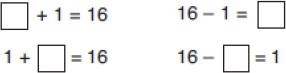 □ + 1 = 16
16 – 1 = □
1 + □ = 16
16 – □ = 1